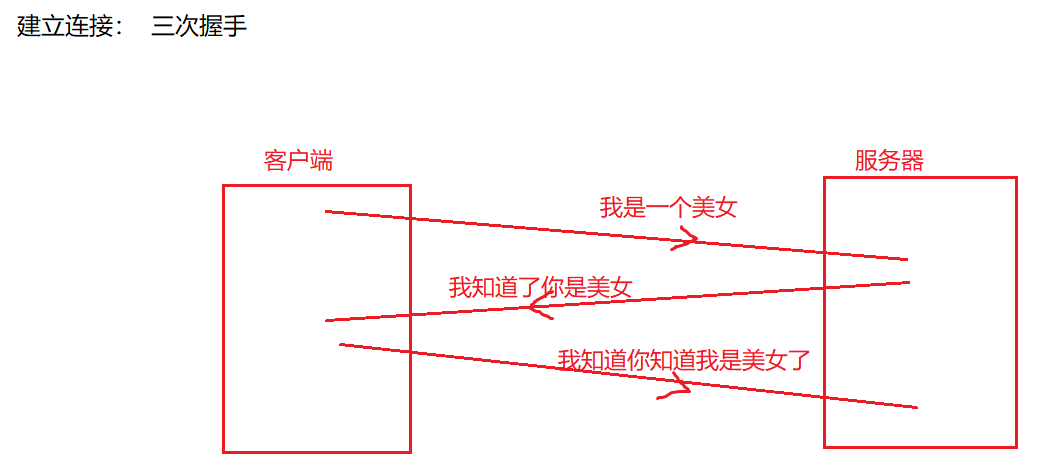 建立连接： 三次握手
客户端
服务器
我是一个美女
我知道了你是美女
我知道你知道我是美女了